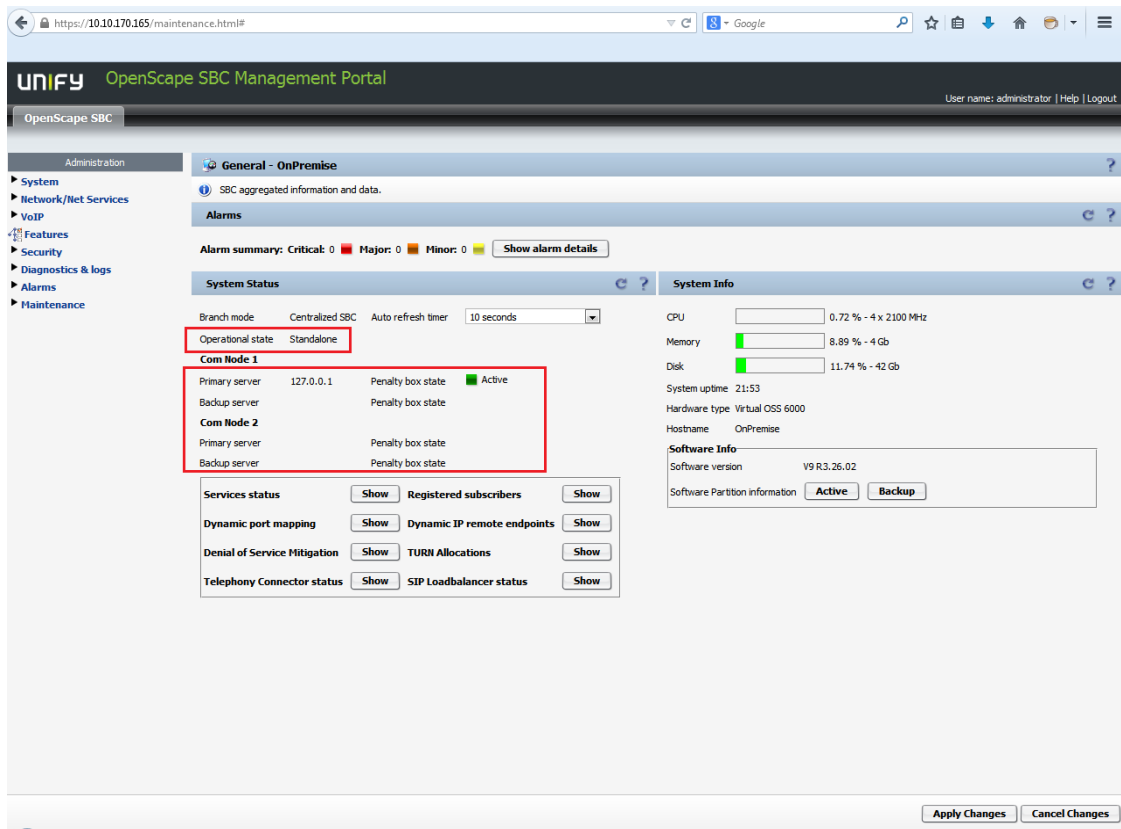 https://10.10.170.165/maintenance.html#
8 Google
UNIFY OpenScape SBC Management Portal
User name: administrator | Help | Logout
OpenScape SBC
Administration
System
Network/Net Services
VoIP
Features
Security
Diagnostics & logs
Alarms
Maintenance
General - OnPremise ?
SBC aggregated information and data.
Alarms ?
Alarm summary: Critical: 0 Major: 0 Minor: 0 Show alarm details
System Status ?
Branch mode Centralized SBC Auto refresh timer 10 seconds
Operational state Standalone
Com Node 1
Primary server 127.0.0.1 Penalty box state Active
Backup server Penalty box state
Com Node 2
Primary server Penalty box state
Backup server Penalty box state
Services status Show Registered subscribers Show
Dynamic port mapping Show Dynamic IP remote endpoints Show
Denial of Service Mitigation Show TURN Allocations Show
Telephony Connector status Show SIP Loadbalancer status Show
System Info ?
CPU 0.72 % - 4 x 2100 MHz
Memory 8.89 % - 4 Gb
Disk 11.74 % - 42 Gb
System uptime 21:53
Hardware type Virtual OSS 6000
Hostname OnPremise
Software Info
Software version V9 R3.26.02
Software Partition information Active Backup
Apply Changes Cancel Changes